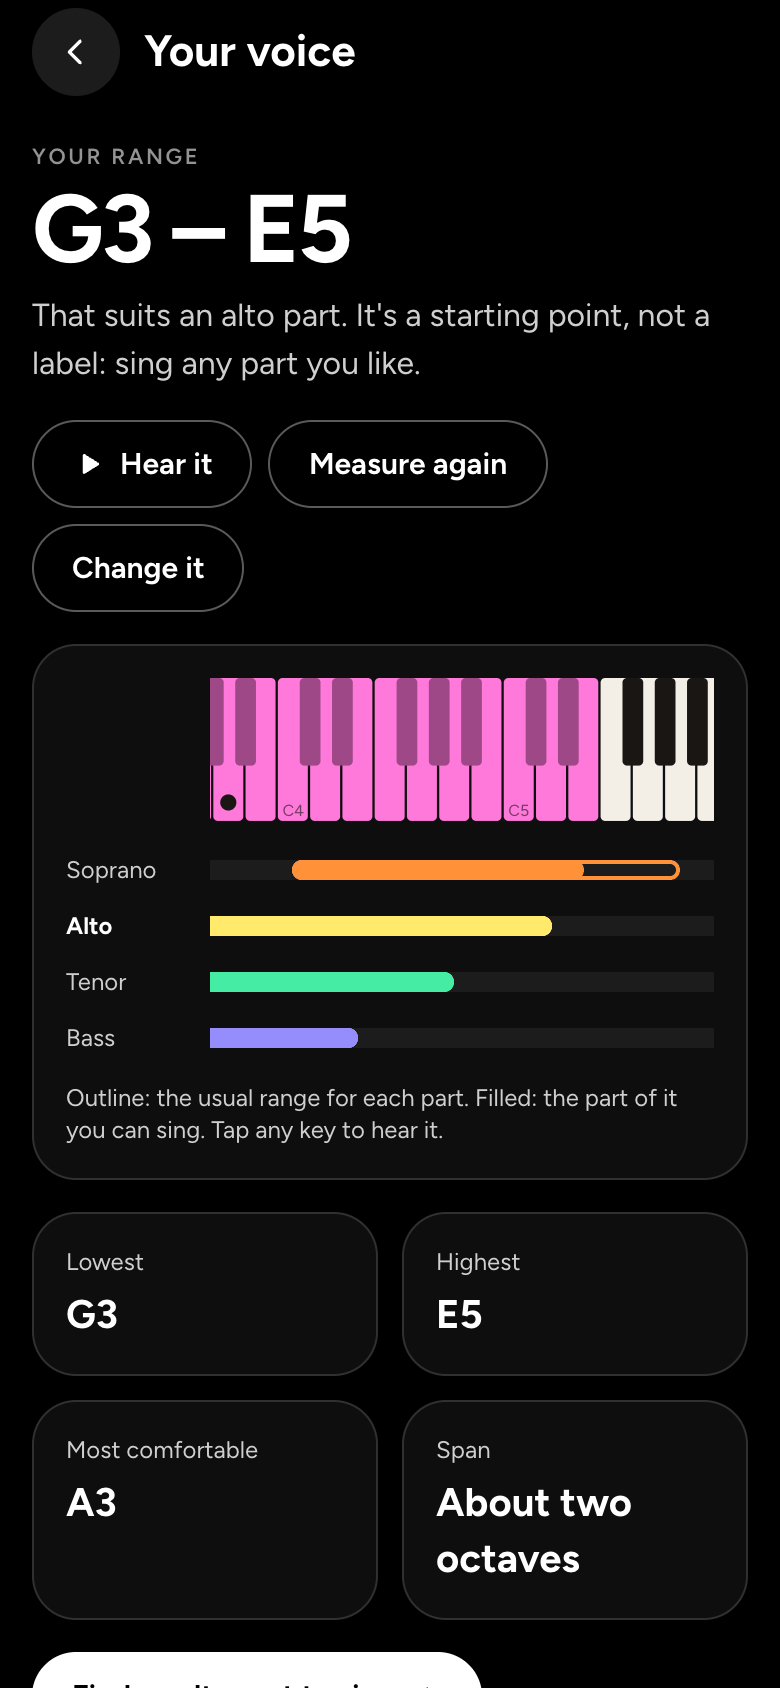 Your voice
YOUR RANGE
G3 – E5
That suits an alto part. It's a starting point, not a
label: sing any part you like.
Hear it
Measure again
Change it
C4
C5
Soprano
Alto
Tenor
Bass
Outline: the usual range for each part. Filled: the part of it
you can sing. Tap any key to hear it.
Lowest
G3
Highest
E5
Most comfortable
A3
Span
About two
octaves